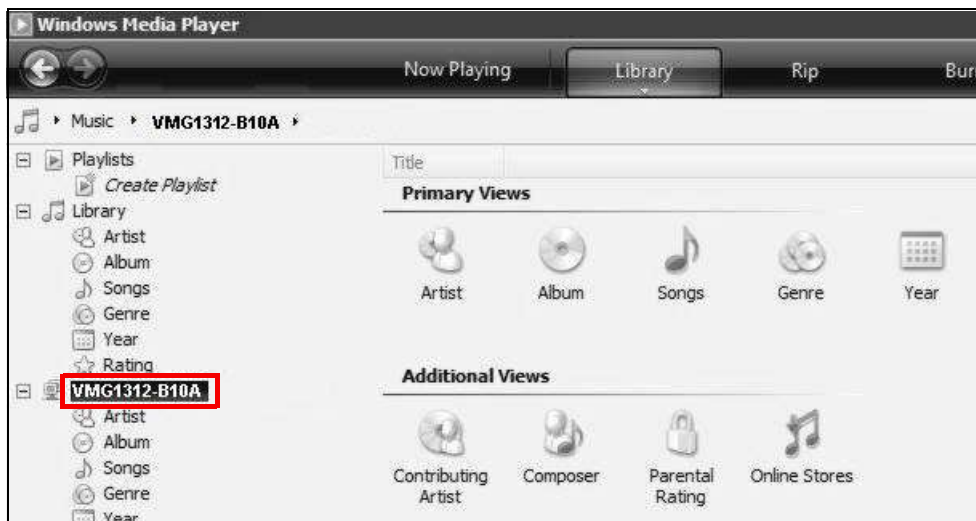 Windows Media Player
Now Playing Library Rip Bur
Music VMG1312-B10A
Playlists
Create Playlist
Library
Artist
Album
Songs
Genre
Year
Rating
VMG1312-B10A
Artist
Album
Songs
Genre
Year
Title
Primary Views
Artist Album Songs Genre Year
Additional Views
Contributing Artist
Composer
Parental Rating
Online Stores